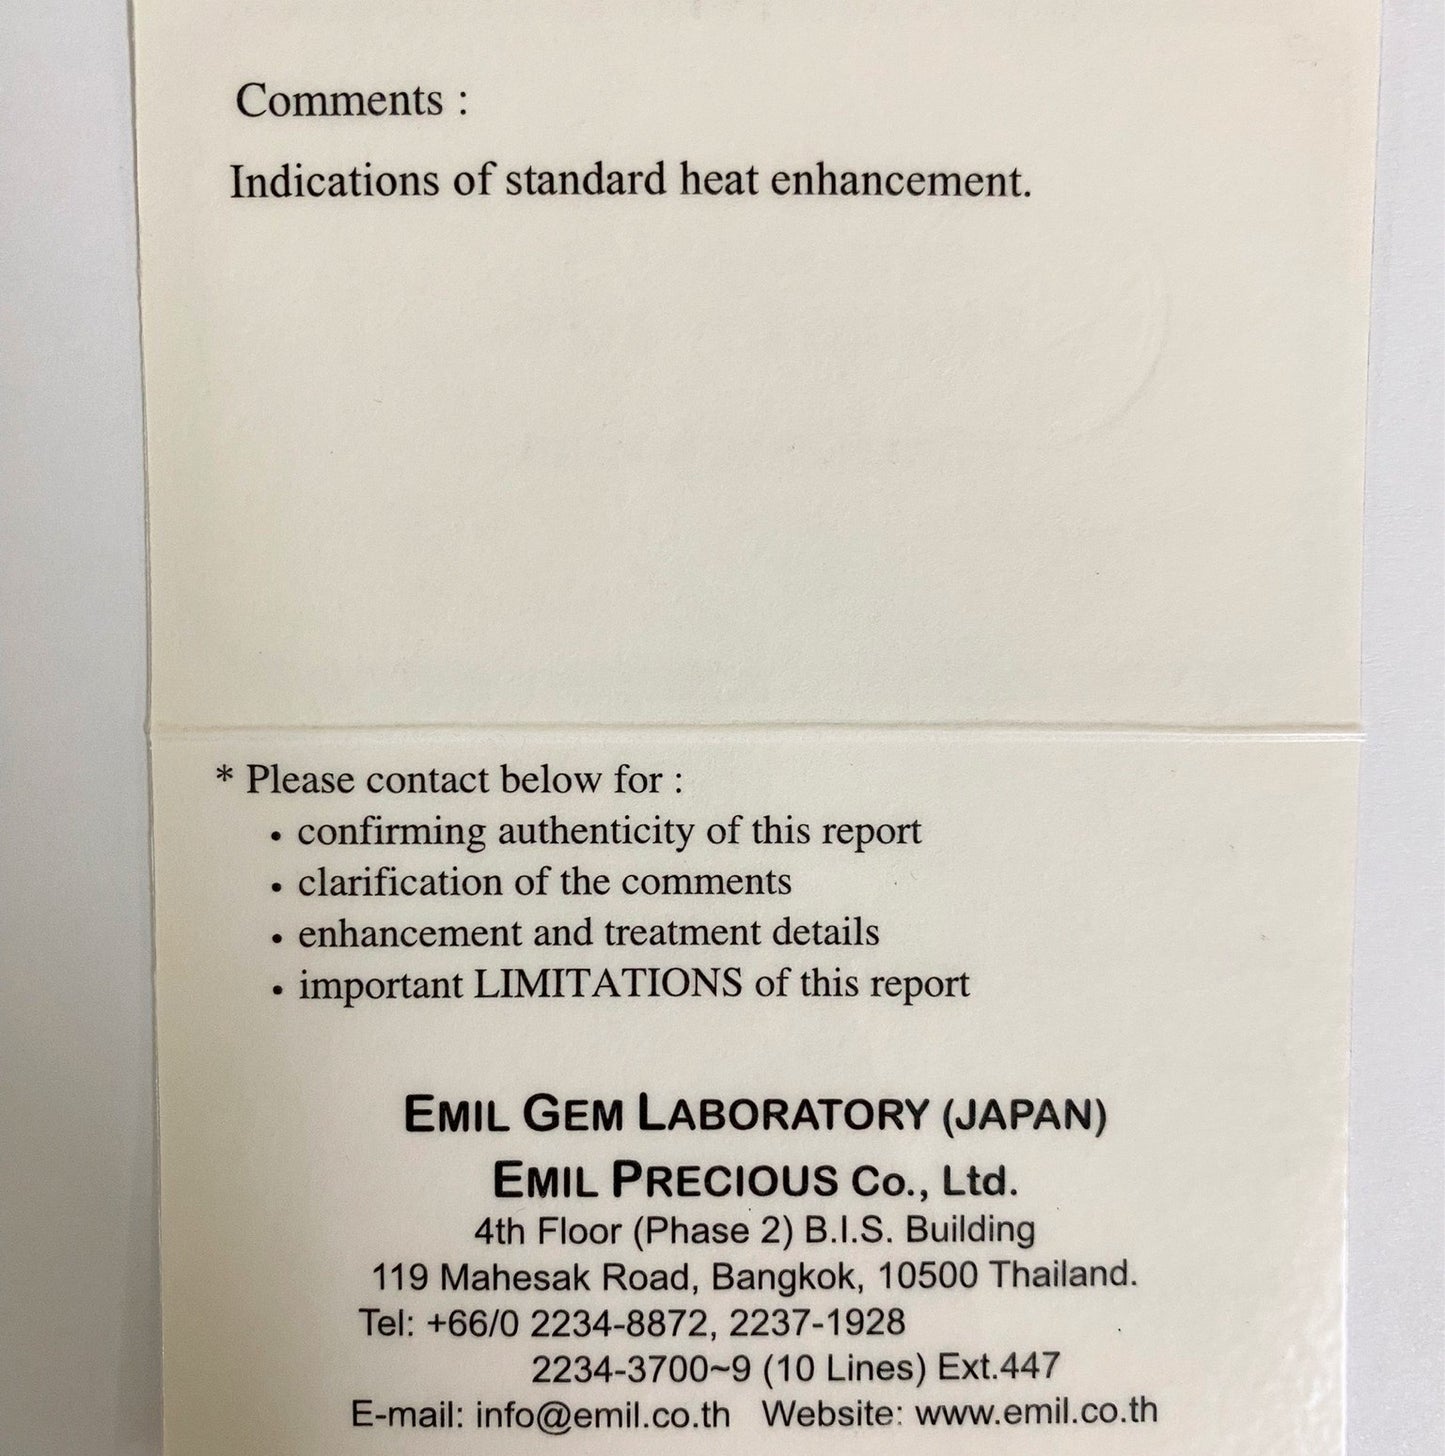 Comments :
Indications of standard heat enhancement.
* Please contact below for :
• confirming authenticity of this report
• clarification of the comments
• enhancement and treatment details
• important LIMITATIONS of this report
EMIL GEM LABORATORY (JAPAN)
EMIL PRECIOUS Co., Ltd.
4th Floor (Phase 2) B.I.S. Building
119 Mahesak Road, Bangkok, 10500 Thailand.
Tel: +66/0 2234-8872, 2237-1928
2234-3700~9 (10 Lines) Ext.447
E-mail: info@emil.co.th Website: www.emil.co.th